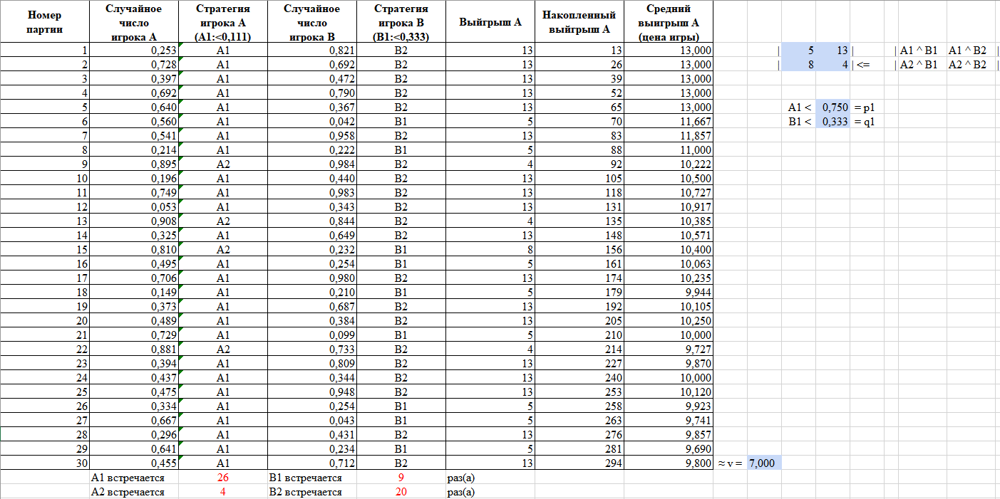 Номер партии Случайное число игрока A Стратегия игрока A (A1:<0,111) Случайное число игрока B Стратегия игрока B (B1:<0,333) Выйгрыш A Накопленный выйгрыш A Средний выигрыш A (цена игры)
1 0,253 A1 0,821 B2 13 13 13,000 | 5 13 | | A1 ^ B1 A1 ^ B2 |
2 0,728 A1 0,692 B2 13 26 13,000 | 8 4 | <= | A2 ^ B1 A2 ^ B2 |
3 0,397 A1 0,472 B2 13 39 13,000
4 0,692 A1 0,790 B2 13 52 13,000
5 0,640 A1 0,367 B2 13 65 13,000 A1 < 0,750 = p1
6 0,560 A1 0,042 B1 5 70 11,667 B1 < 0,333 = q1
7 0,541 A1 0,958 B2 13 83 11,857
8 0,214 A1 0,222 B1 5 88 11,000
9 0,895 A2 0,984 B2 4 92 10,222
10 0,196 A1 0,440 B2 13 105 10,500
11 0,749 A1 0,983 B2 13 118 10,727
12 0,053 A1 0,343 B2 13 131 10,917
13 0,908 A2 0,844 B2 4 135 10,385
14 0,325 A1 0,649 B2 13 148 10,571
15 0,810 A2 0,232 B1 8 156 10,400
16 0,495 A1 0,254 B1 5 161 10,063
17 0,706 A1 0,980 B2 13 174 10,235
18 0,149 A1 0,210 B1 5 179 9,944
19 0,373 A1 0,687 B2 13 192 10,105
20 0,489 A1 0,384 B2 13 205 10,250
21 0,729 A1 0,099 B1 5 210 10,000
22 0,881 A2 0,733 B2 4 214 9,727
23 0,394 A1 0,809 B2 13 227 9,870
24 0,437 A1 0,344 B2 13 240 10,000
25 0,475 A1 0,948 B2 13 253 10,120
26 0,334 A1 0,254 B1 5 258 9,923
27 0,667 A1 0,043 B1 5 263 9,741
28 0,296 A1 0,431 B2 13 276 9,857
29 0,641 A1 0,234 B1 5 281 9,690
30 0,455 A1 0,712 B2 13 294 9,800 ≈ v = 7,000
A1 встречается 26 B1 встречается 9 раз(а)
A2 встречается 4 B2 встречается 20 раз(а)